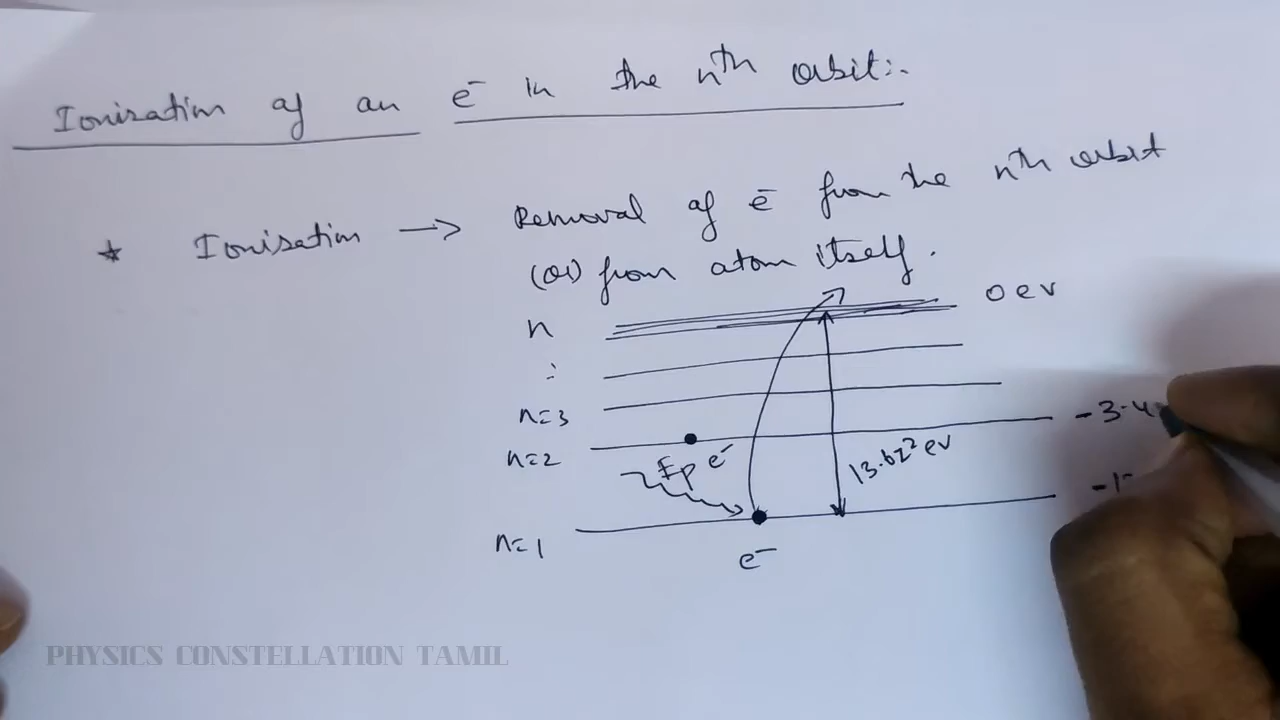 Ionisation of an e⁻ in the nth orbit:-
* Ionisation → Removal of e⁻ from the nth orbit
(or) from atom itself.
n 0 ev
:
n=3
n=2 e⁻ -3.4
Ep 13.6z² ev
n=1 -1
e⁻
PHYSICS CONSTELLATION TAMIL